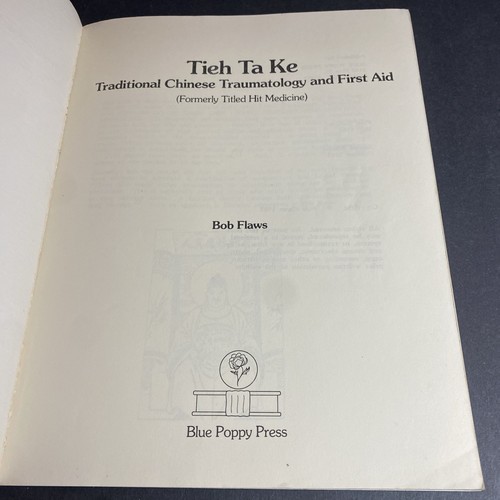 Tieh Ta Ke
Traditional Chinese Traumatology and First Aid
(Formerly Titled Hit Medicine)
Bob Flaws
Blue Poppy Press